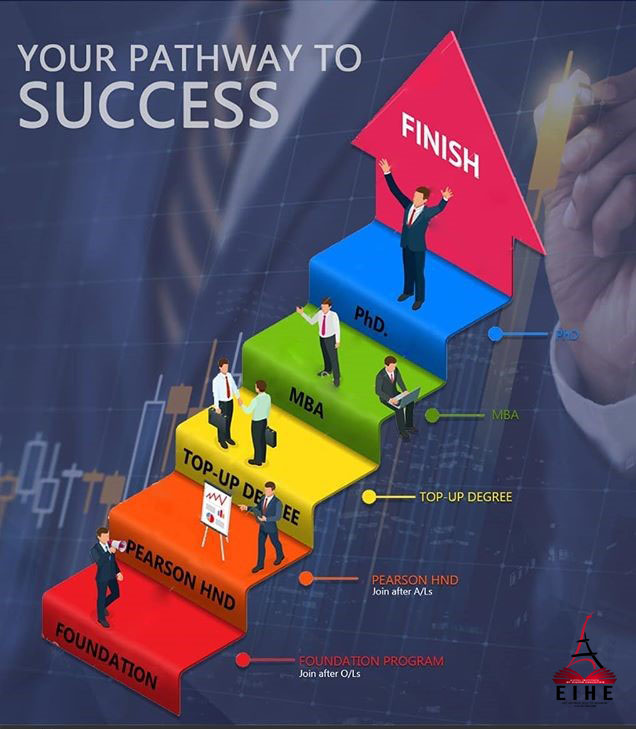 YOUR PATHWAY TO
SUCCESS
FINISH
PhD.
PhD
MBA
MBA
TOP-UP DEGREE
TOP-UP DEGREE
PEARSON HND
PEARSON HND
Join after A/Ls
FOUNDATION
FOUNDATION PROGRAM
Join after O/Ls
EIHE